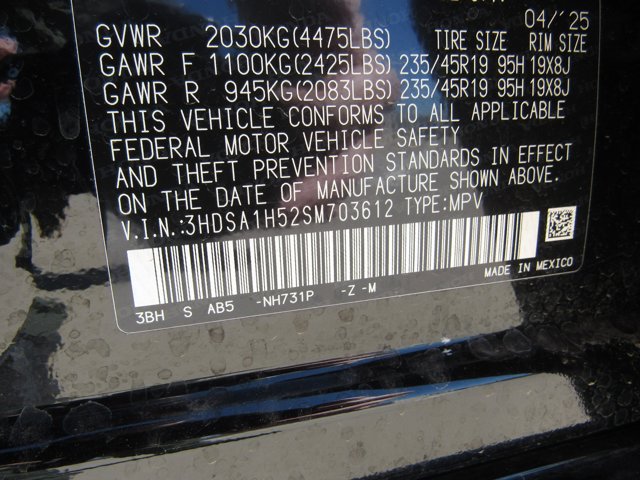 04/'25
GVWR 2030KG(4475LBS) TIRE SIZE RIM SIZE
GAWR F 1100KG(2425LBS) 235/45R19 95H 19X8J
GAWR R 945KG(2083LBS) 235/45R19 95H 19X8J
THIS VEHICLE CONFORMS TO ALL APPLICABLE
FEDERAL MOTOR VEHICLE SAFETY
AND THEFT PREVENTION STANDARDS IN EFFECT
ON THE DATE OF MANUFACTURE SHOWN ABOVE.
V.I.N.:3HDSA1H52SM703612 TYPE:MPV
MADE IN MEXICO
3BH S AB5 -NH731P -Z -M